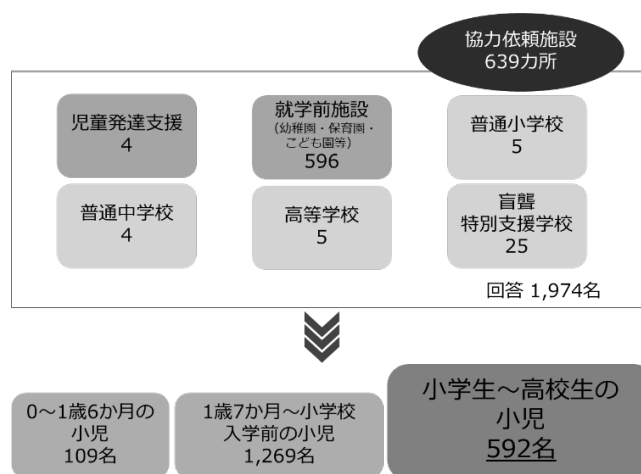 協力依頼施設
639カ所
児童発達支援
4
就学前施設
（幼稚園・保育園・
こども園等）
596
普通小学校
5
普通中学校
4
高等学校
5
盲聾
特別支援学校
25
回答 1,974名
0～1歳6か月の
小児
109名
1歳7か月～小学校
入学前の小児
1,269名
小学生～高校生の
小児
592名